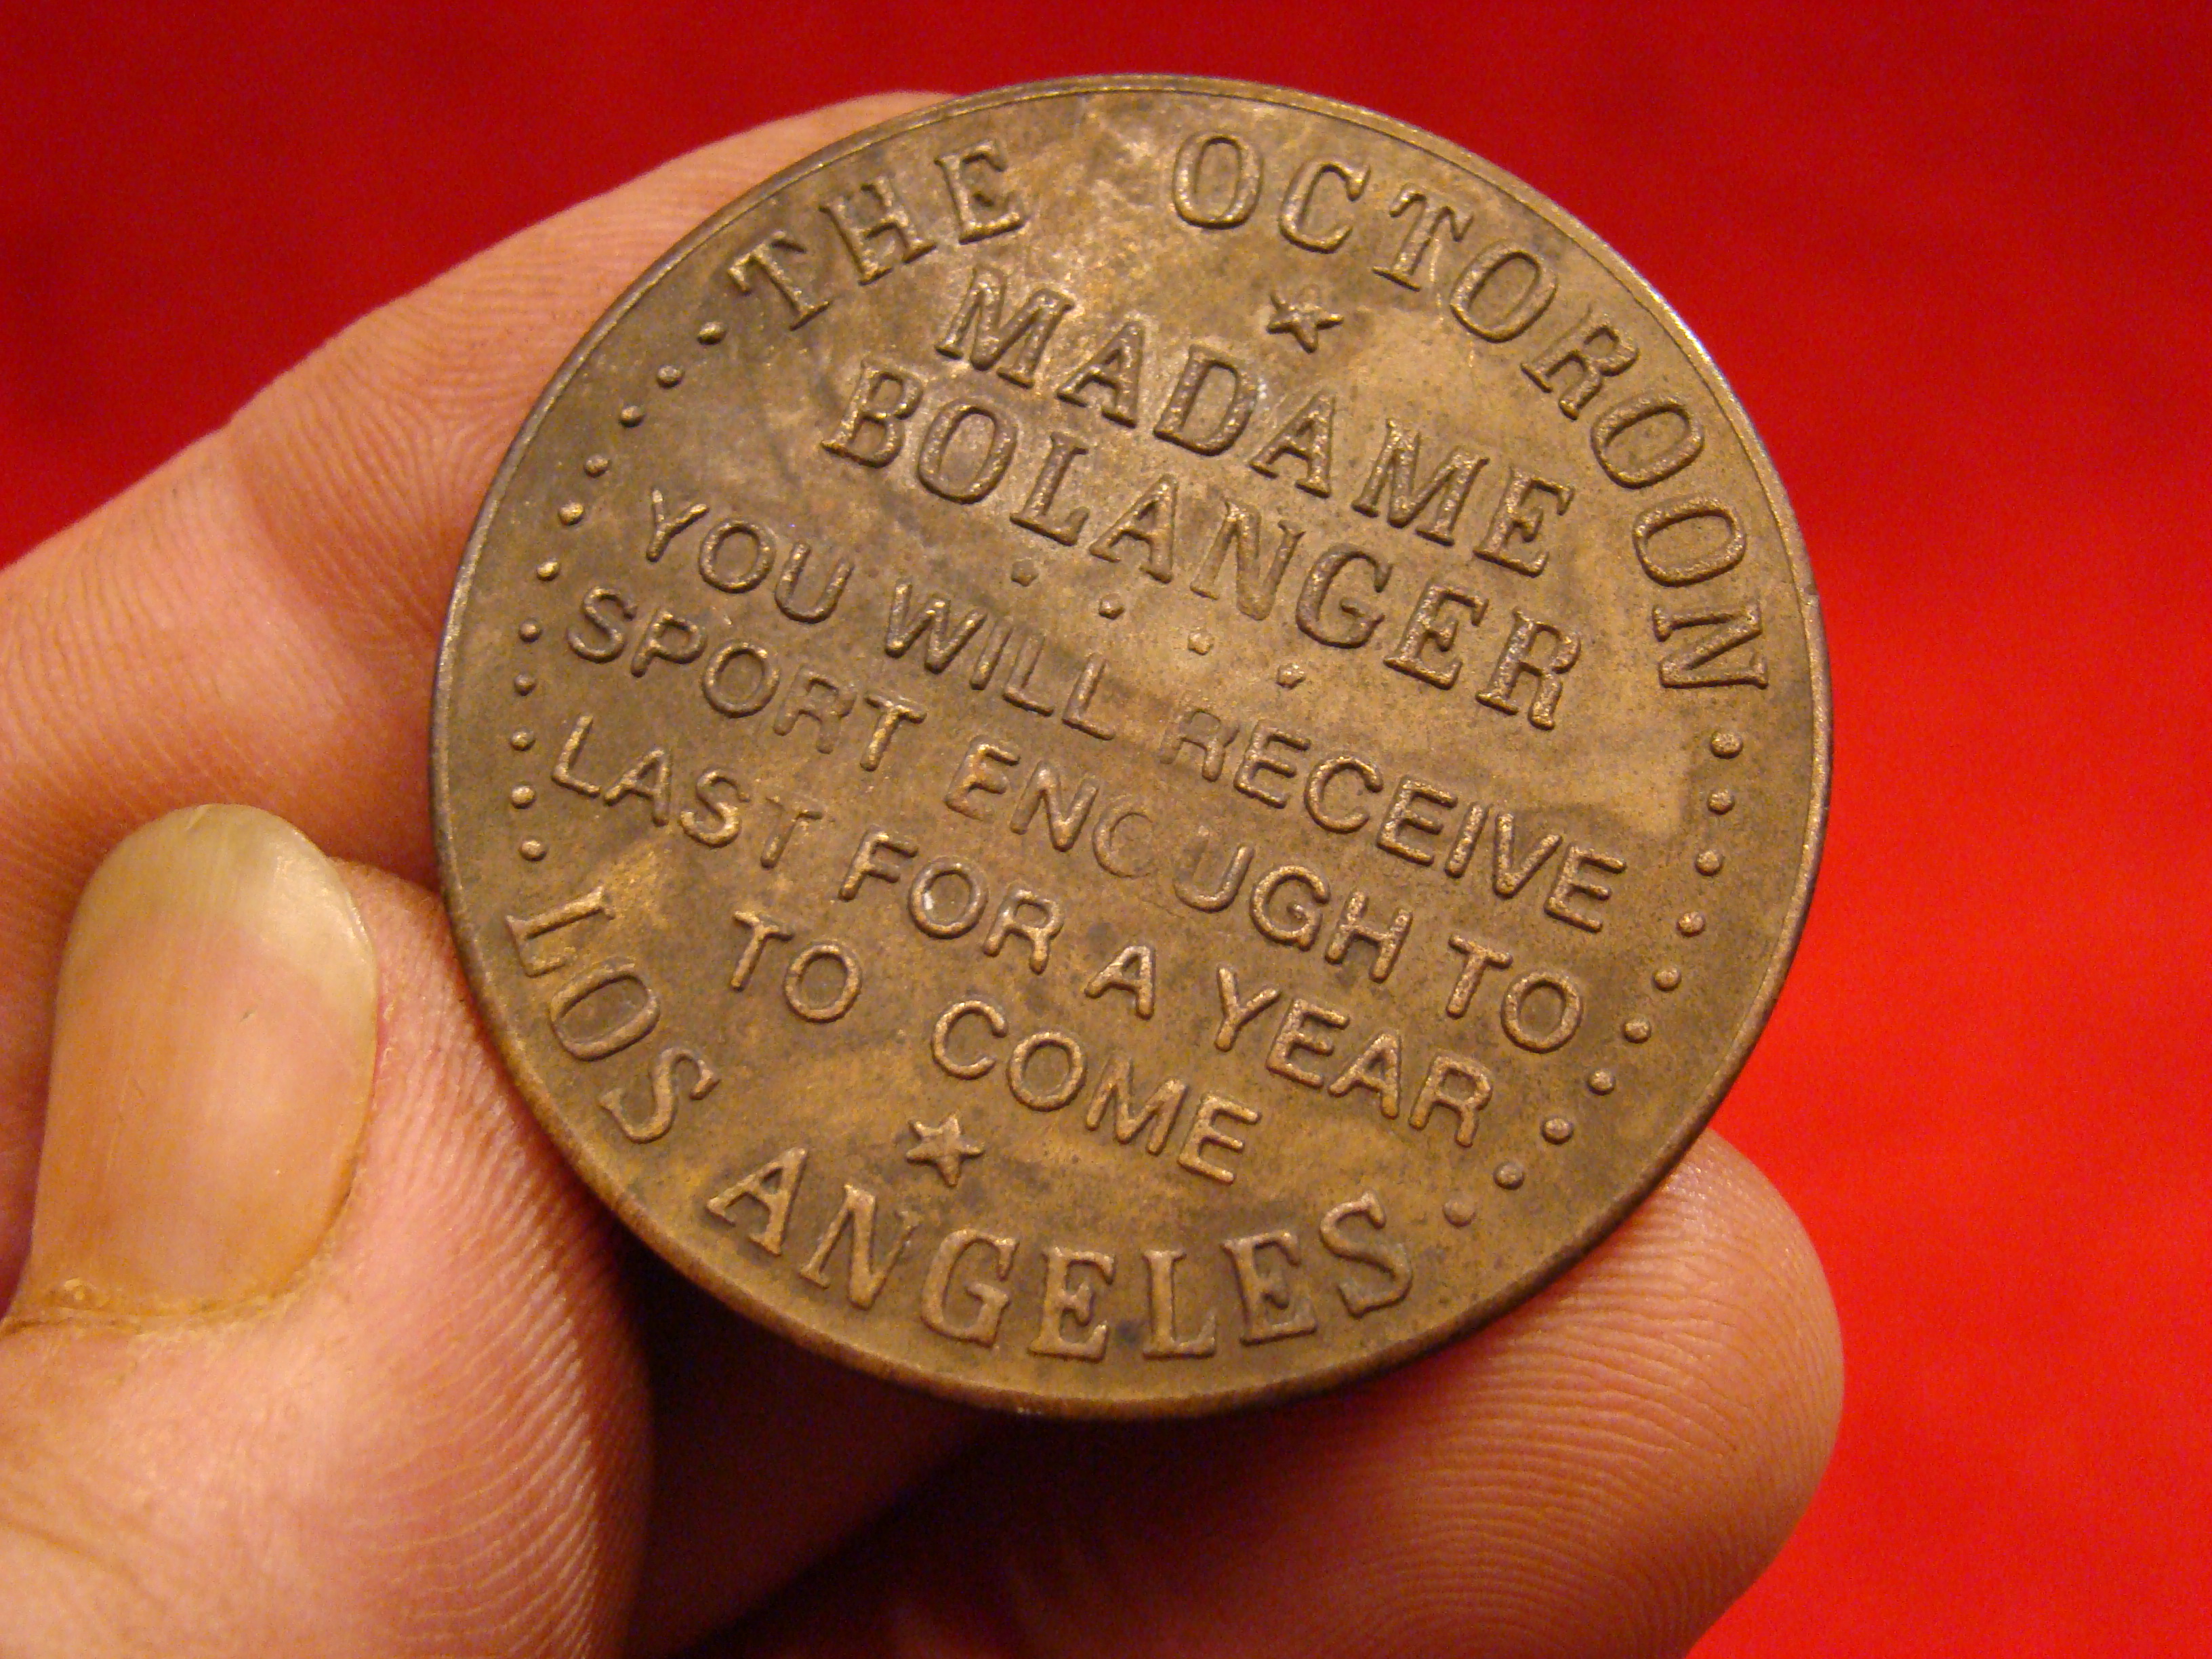 THE OCTOROON
MADAME
BOLANGER
YOU WILL RECEIVE
SPORT ENOUGH TO
LAST FOR A YEAR
TO COME
LOS ANGELES